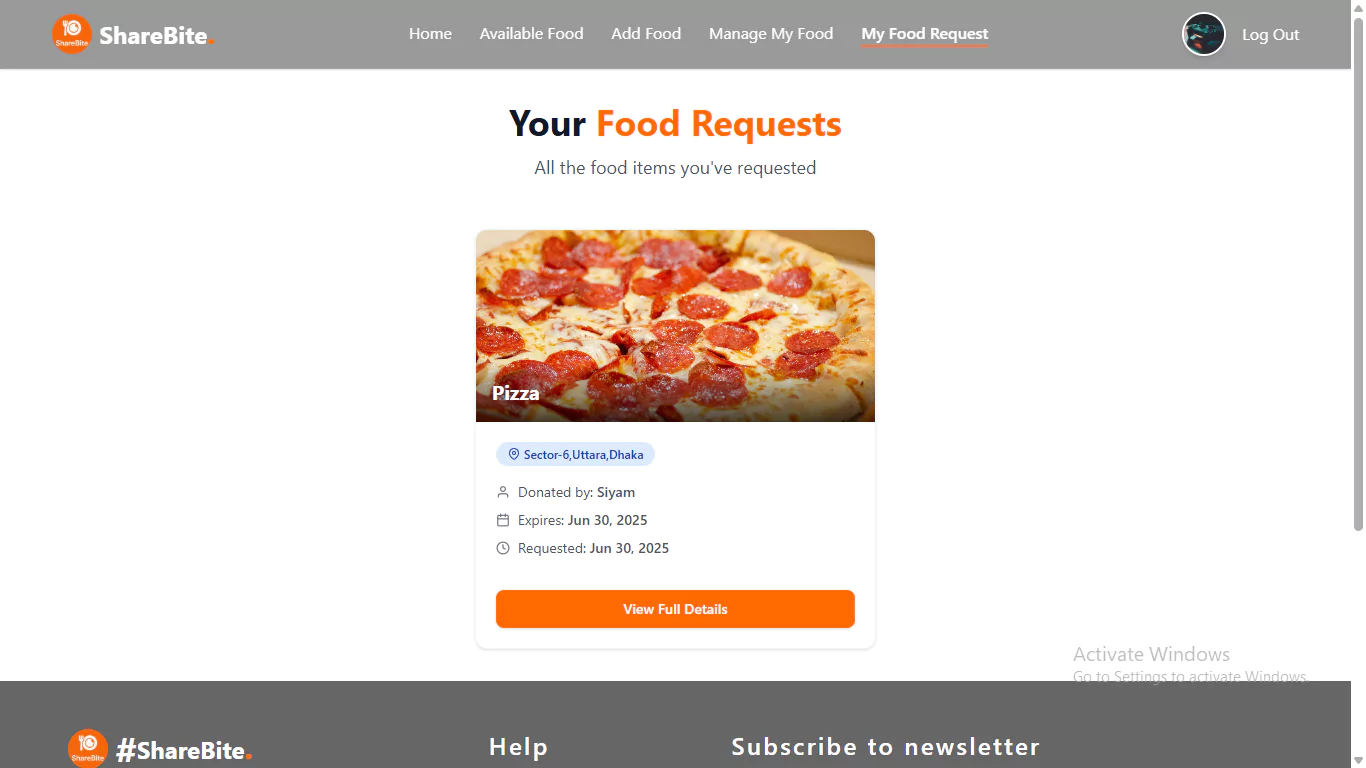 ShareBite
ShareBite.
Home
Available Food
Add Food
Manage My Food
My Food Request
Log Out
Your Food Requests
All the food items you've requested
Pizza
Sector-6,Uttara,Dhaka
Donated by: Siyam
Expires: Jun 30, 2025
Requested: Jun 30, 2025
View Full Details
Activate Windows
Go to Settings to activate Windows.
ShareBite
#ShareBite.
Help
Subscribe to newsletter